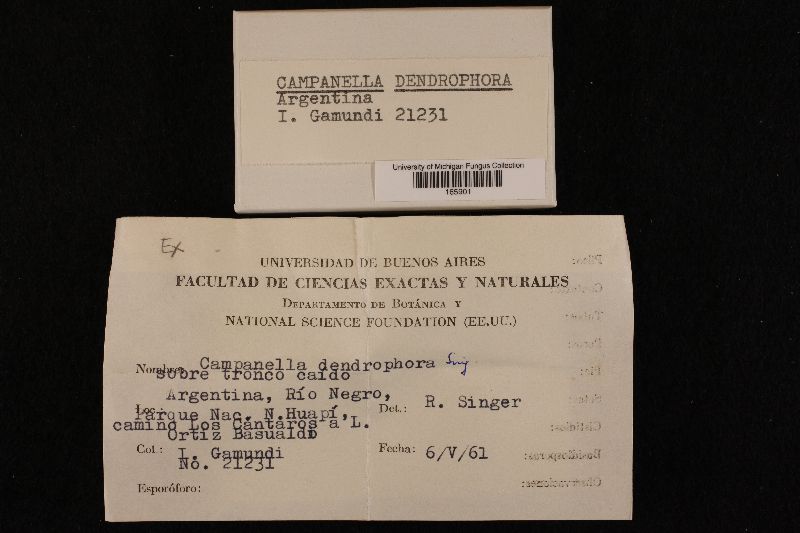 CAMPANELLA DENDROPHORA
Argentina
I. Gamundi 21231
University of Michigan Fungus Collection
165901
Ex
UNIVERSIDAD DE BUENOS AIRES
FACULTAD DE CIENCIAS EXACTAS Y NATURALES
DEPARTAMENTO DE BOTÁNICA Y
NATIONAL SCIENCE FOUNDATION (EE.UU.)
Nombre: Campanella dendrophora Sing
sobre tronco caído
Argentina, Río Negro,
Loc: Parque Nac. N.Huapí,
camino Los Cántaros a L.
Ortiz Basualdo
Det.: R. Singer
Col.: I. Gamundi
No. 21231
Fecha: 6/V/61
Esporóforo: